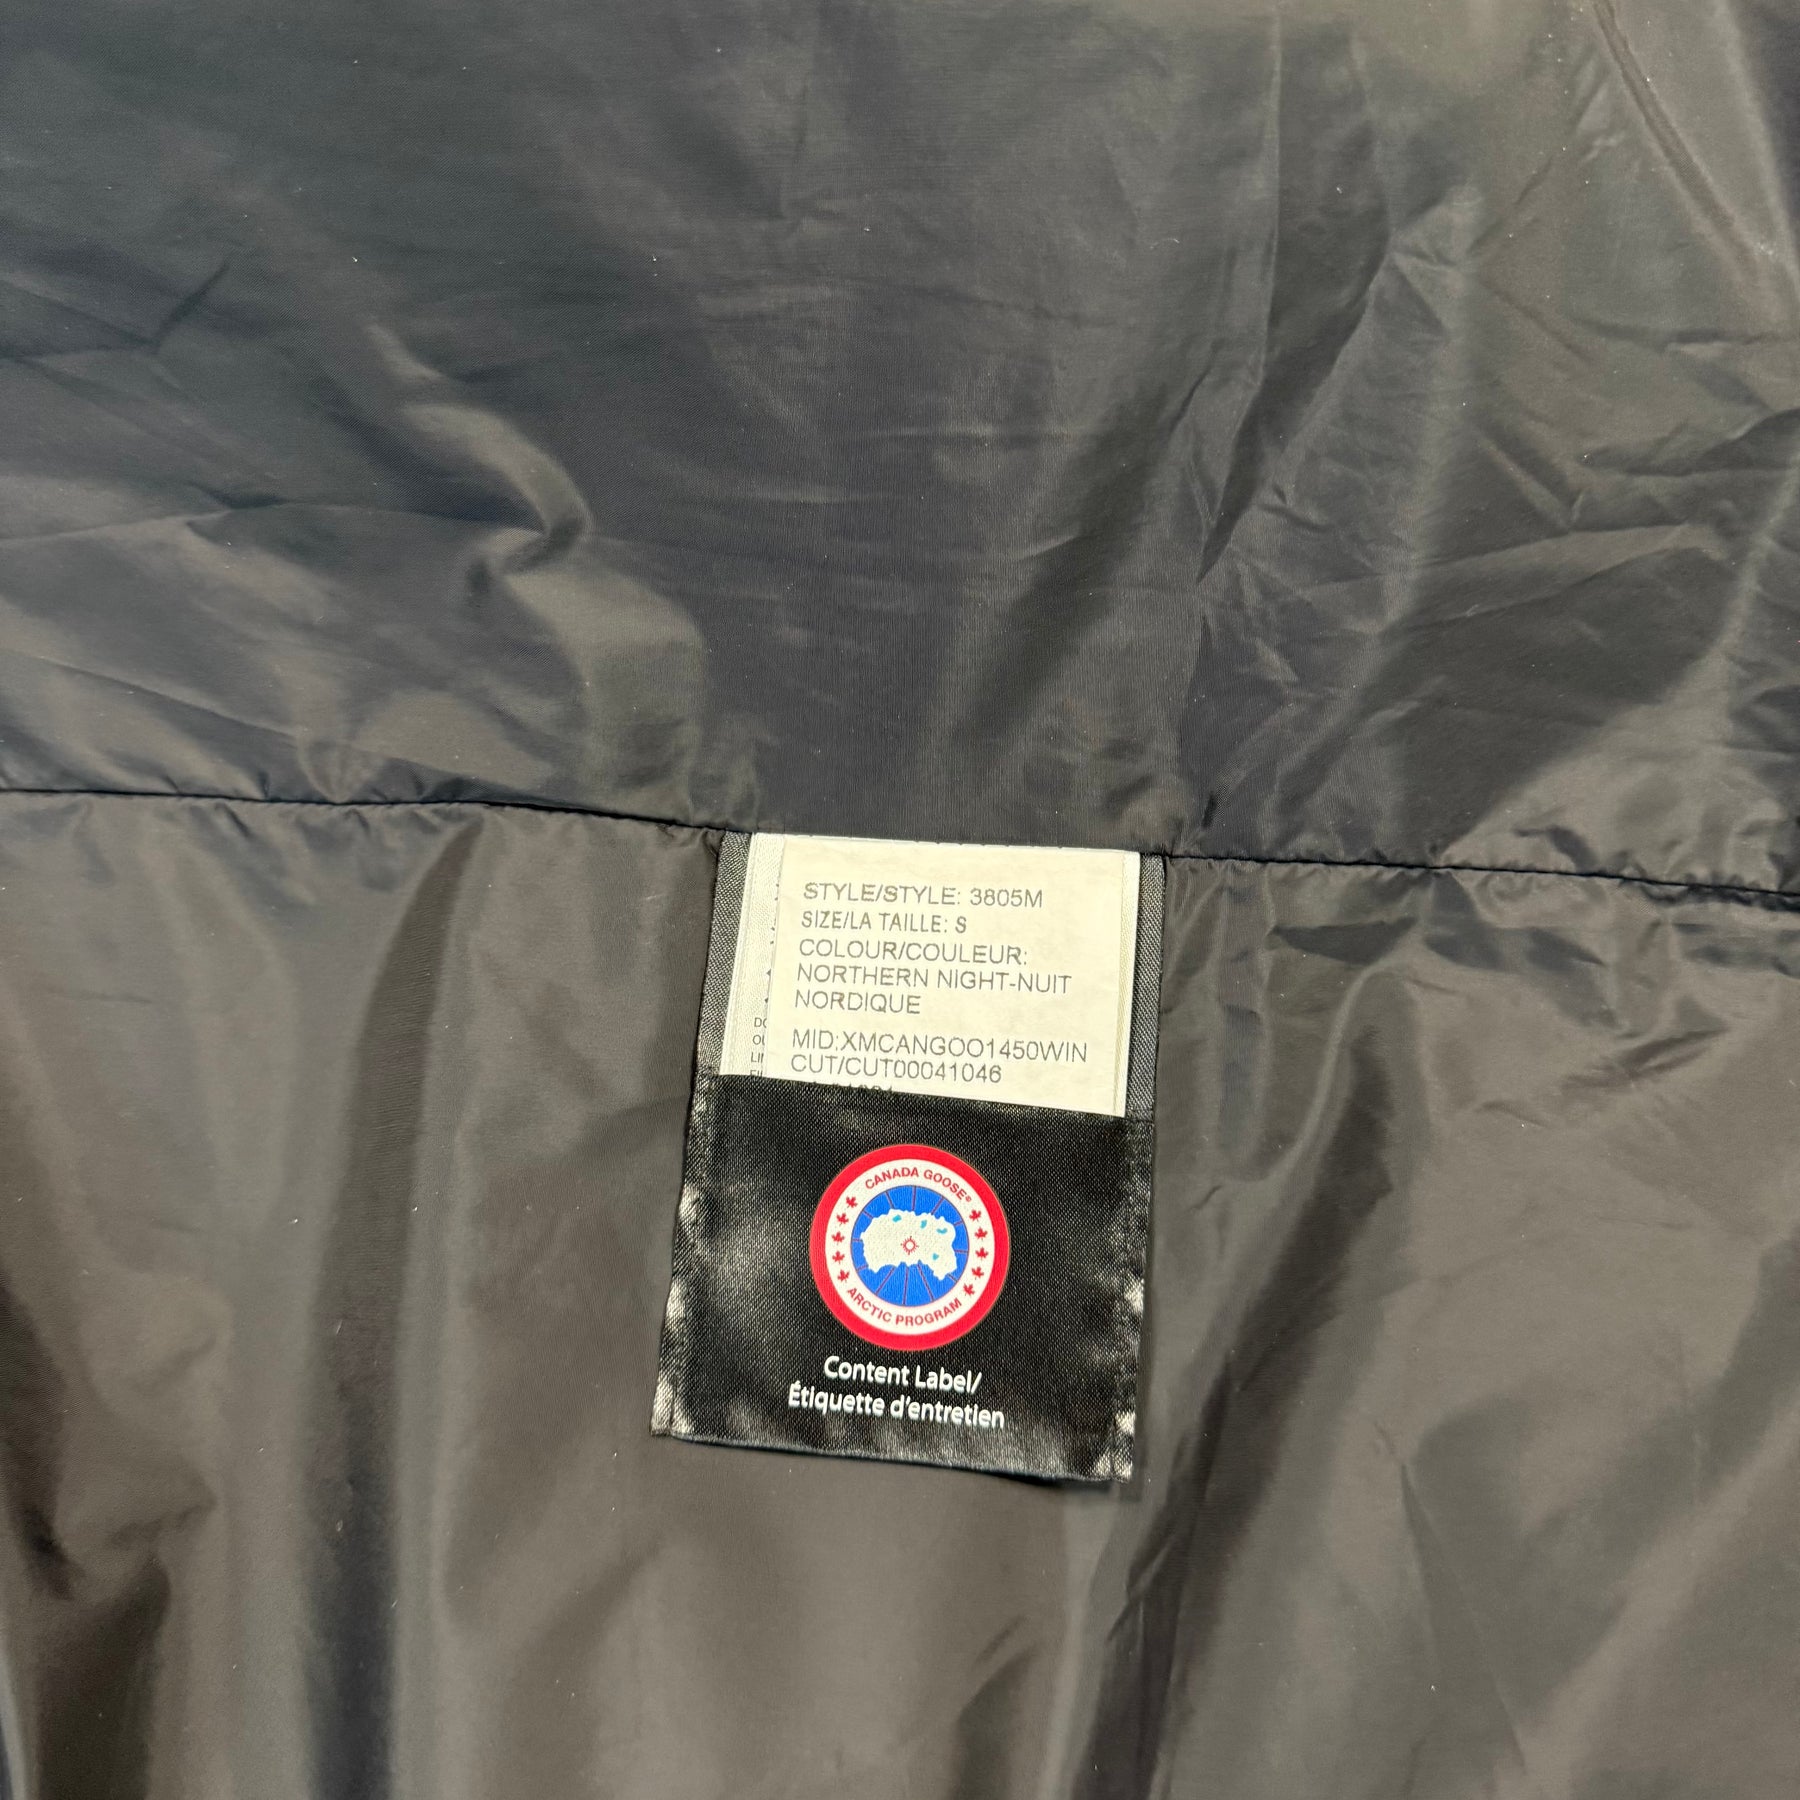 STYLE/STYLE: 3805M
SIZE/LA TAILLE: S
COLOUR/COULEUR:
NORTHERN NIGHT-NUIT
NORDIQUE
MID:XMCANGOO1450WIN
CUT/CUT00041046
CANADA GOOSE®
ARCTIC PROGRAM
Content Label/
Étiquette d'entretien